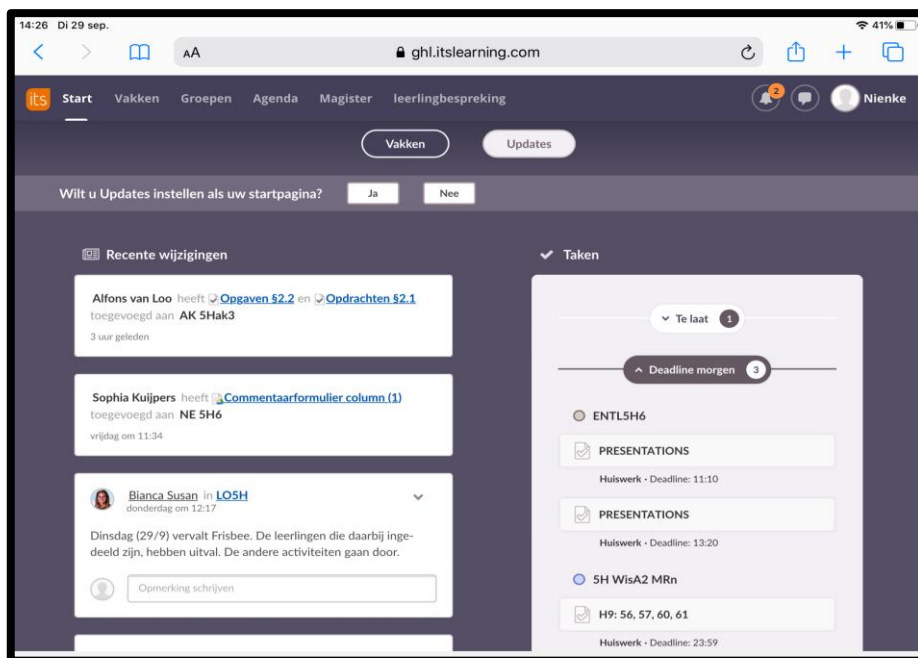 14:26 Di 29 sep.
41%
AA
ghl.itslearning.com
its
Start
Vakken
Groepen
Agenda
Magister
leerlingbespreking
2
Nienke
Vakken
Updates
Wilt u Updates instellen als uw startpagina?
Ja
Nee
Recente wijzigingen
Alfons van Loo heeft Opgaven §2.2 en Opdrachten §2.1
toegevoegd aan AK 5Hak3
3 uur geleden
Sophia Kuijpers heeft Commentaarformulier column (1)
toegevoegd aan NE 5H6
vrijdag om 11:34
Bianca Susan in LO5H
donderdag om 12:17
Dinsdag (29/9) vervalt Frisbee. De leerlingen die daarbij inge-
deeld zijn, hebben uitval. De andere activiteiten gaan door.
Opmerking schrijven
Taken
Te laat 1
Deadline morgen 3
ENTL5H6
PRESENTATIONS
Huiswerk · Deadline: 11:10
PRESENTATIONS
Huiswerk · Deadline: 13:20
5H WisA2 MRn
H9: 56, 57, 60, 61
Huiswerk · Deadline: 23:59